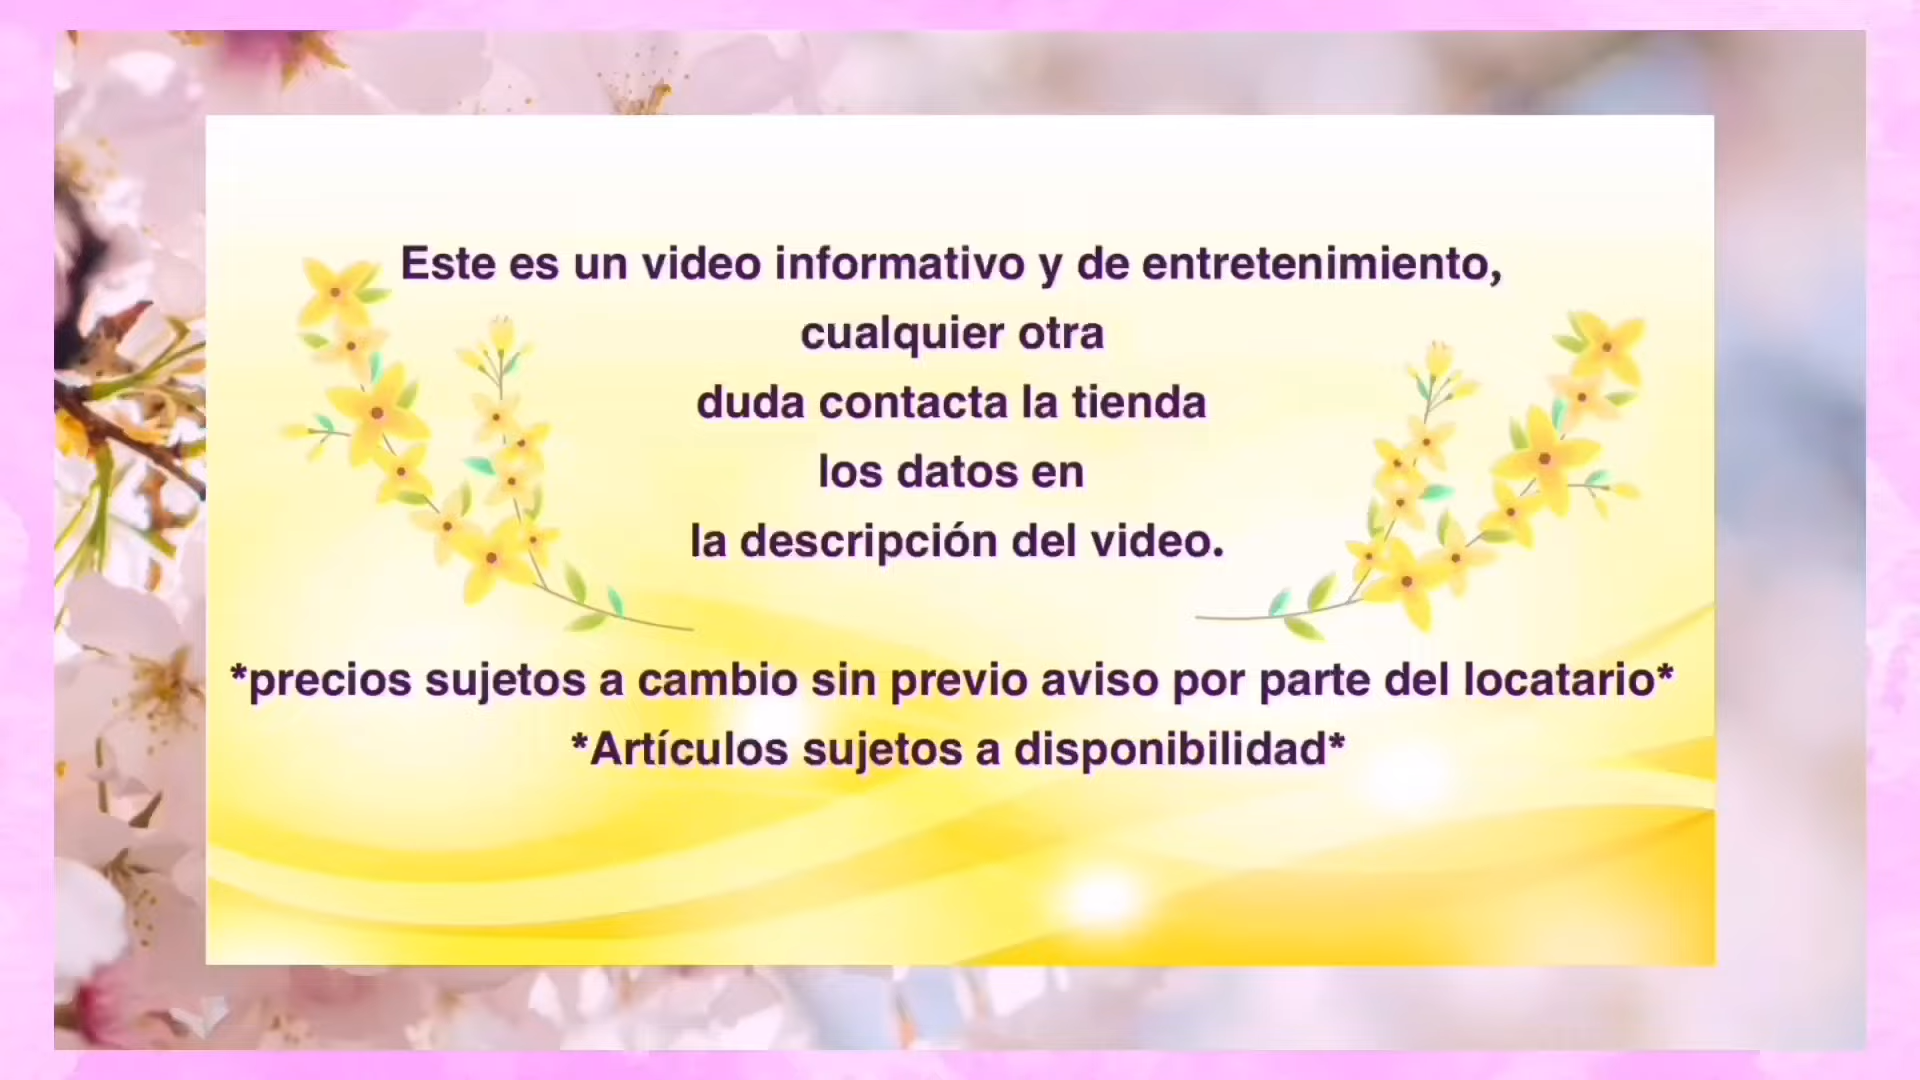 Este es un video informativo y de entretenimiento,
cualquier otra
duda contacta la tienda
los datos en
la descripción del video.
*precios sujetos a cambio sin previo aviso por parte del locatario*
*Artículos sujetos a disponibilidad*